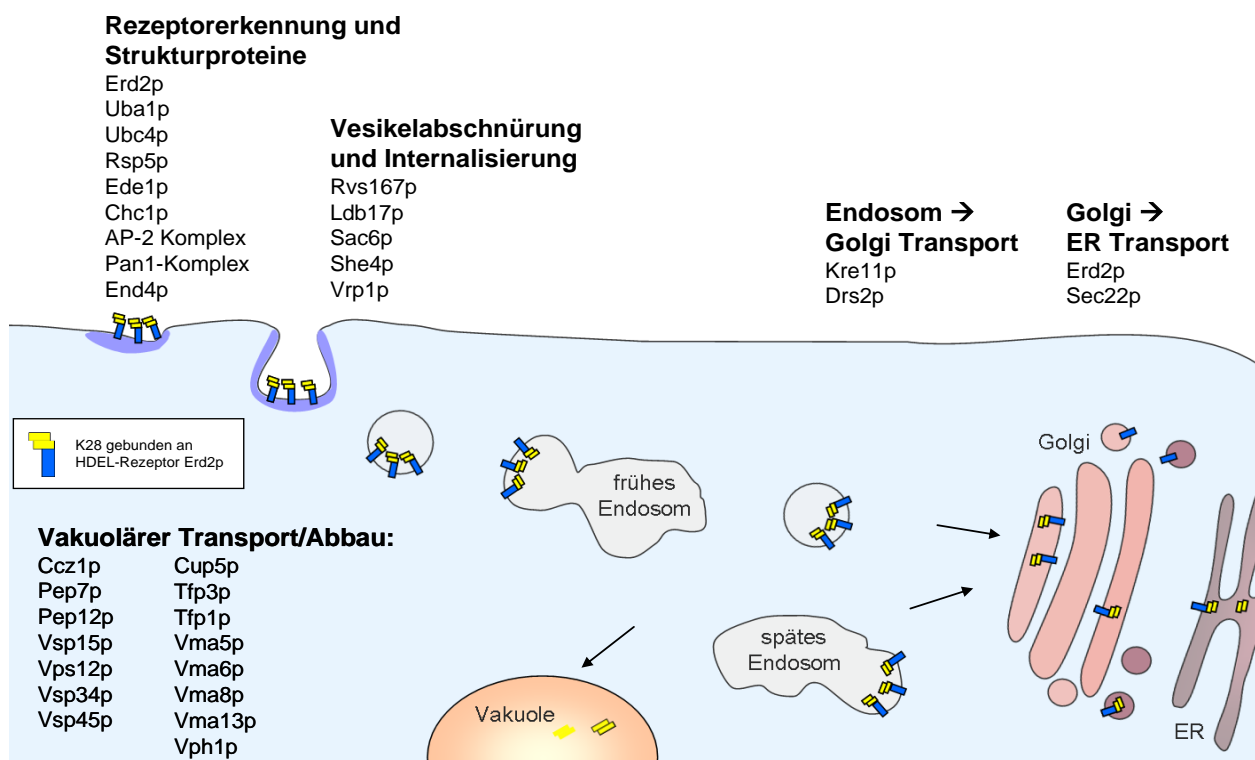 Rezeptorerkennung und
Strukturproteine
Erd2p
Uba1p
Ubc4p
Rsp5p
Ede1p
Chc1p
AP-2 Komplex
Pan1-Komplex
End4p
Vesikelabschnürung
und Internalisierung
Rvs167p
Ldb17p
Sac6p
She4p
Vrp1p
Endosom →
Golgi Transport
Kre11p
Drs2p
Golgi →
ER Transport
Erd2p
Sec22p
K28 gebunden an
HDEL-Rezeptor Erd2p
frühes
Endosom
Golgi
Vakuolärer Transport/Abbau:
Ccz1p
Pep7p
Pep12p
Vsp15p
Vps12p
Vsp34p
Vsp45p
Cup5p
Tfp3p
Tfp1p
Vma5p
Vma6p
Vma8p
Vma13p
Vph1p
spätes
Endosom
Vakuole
ER